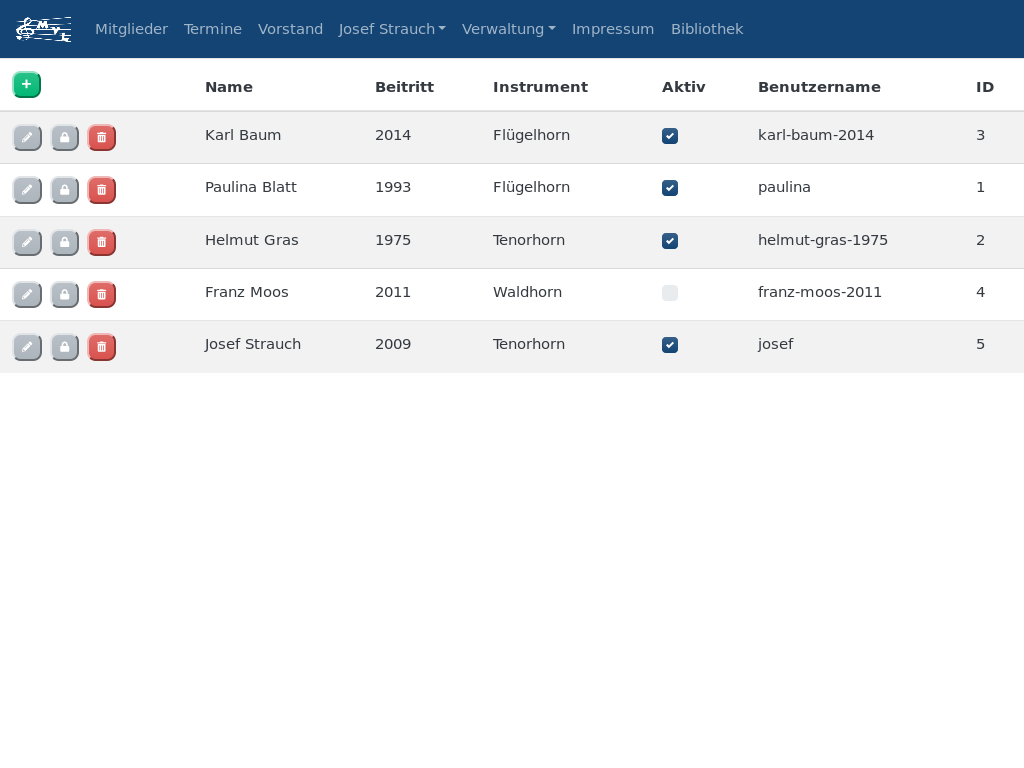 Mitglieder Termine Vorstand Josef Strauch Verwaltung Impressum Bibliothek
+ Name Beitritt Instrument Aktiv Benutzername ID
Karl Baum 2014 Flügelhorn karl-baum-2014 3
Paulina Blatt 1993 Flügelhorn paulina 1
Helmut Gras 1975 Tenorhorn helmut-gras-1975 2
Franz Moos 2011 Waldhorn franz-moos-2011 4
Josef Strauch 2009 Tenorhorn josef 5